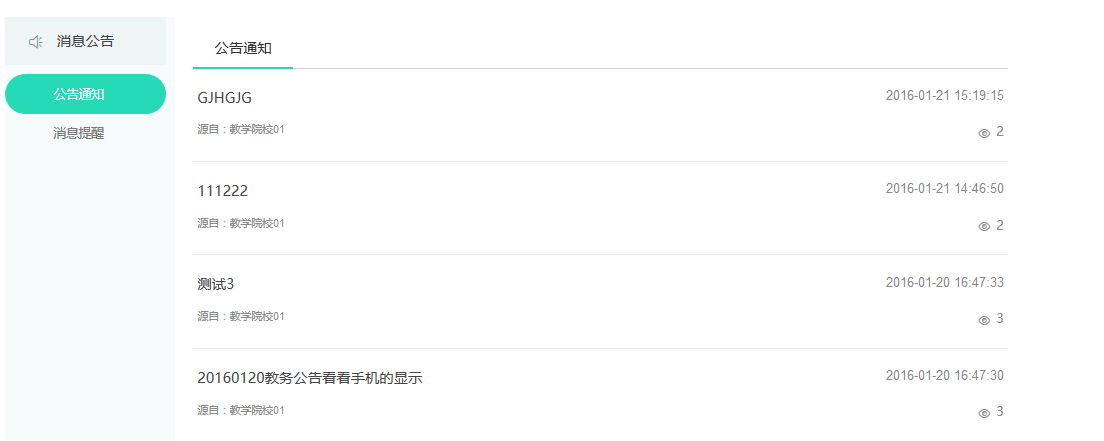 消息公告
公告通知
消息提醒
公告通知
GJHGJG
2016-01-21 15:19:15
源自：教学院校01
2
111222
2016-01-21 14:46:50
源自：教学院校01
2
测试3
2016-01-20 16:47:33
源自：教学院校01
3
20160120教务公告看看手机的显示
2016-01-20 16:47:30
源自：教学院校01
3